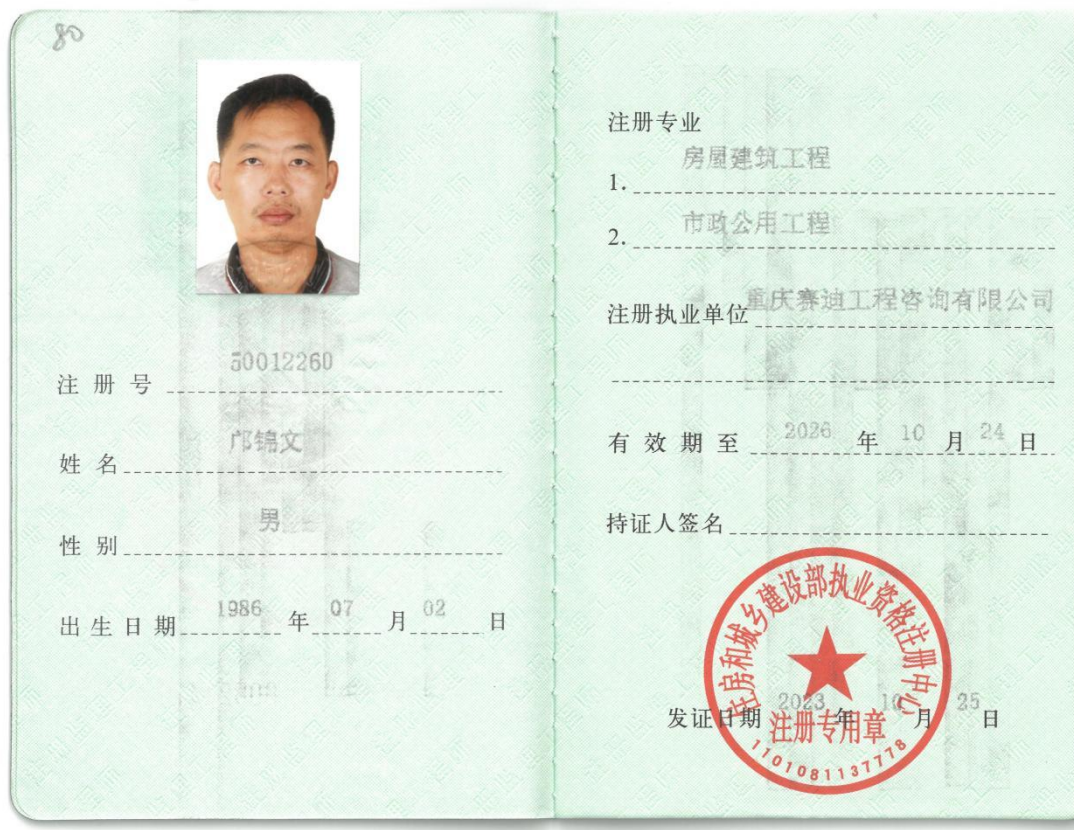 80
注册号 50012260
姓名 邝锦文
性别 男
出生日期 1986 年 07 月 02 日
注册专业
1. 房屋建筑工程
2. 市政公用工程
注册执业单位 重庆赛迪工程咨询有限公司
有效期至 2026 年 10 月 24 日
持证人签名
住房和城乡建设部执业资格注册中心
发证日期 2023 年 10 月 25 日
注册专用章
1101081137778